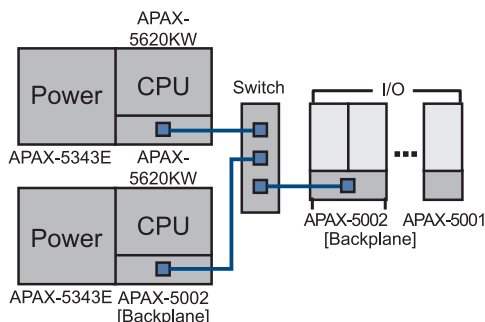 APAX-
5620KW
Power
CPU
APAX-5343E
APAX-
5620KW
Switch
I/O
Power
CPU
APAX-5002
[Backplane]
APAX-5001
APAX-5343E
APAX-5002
[Backplane]